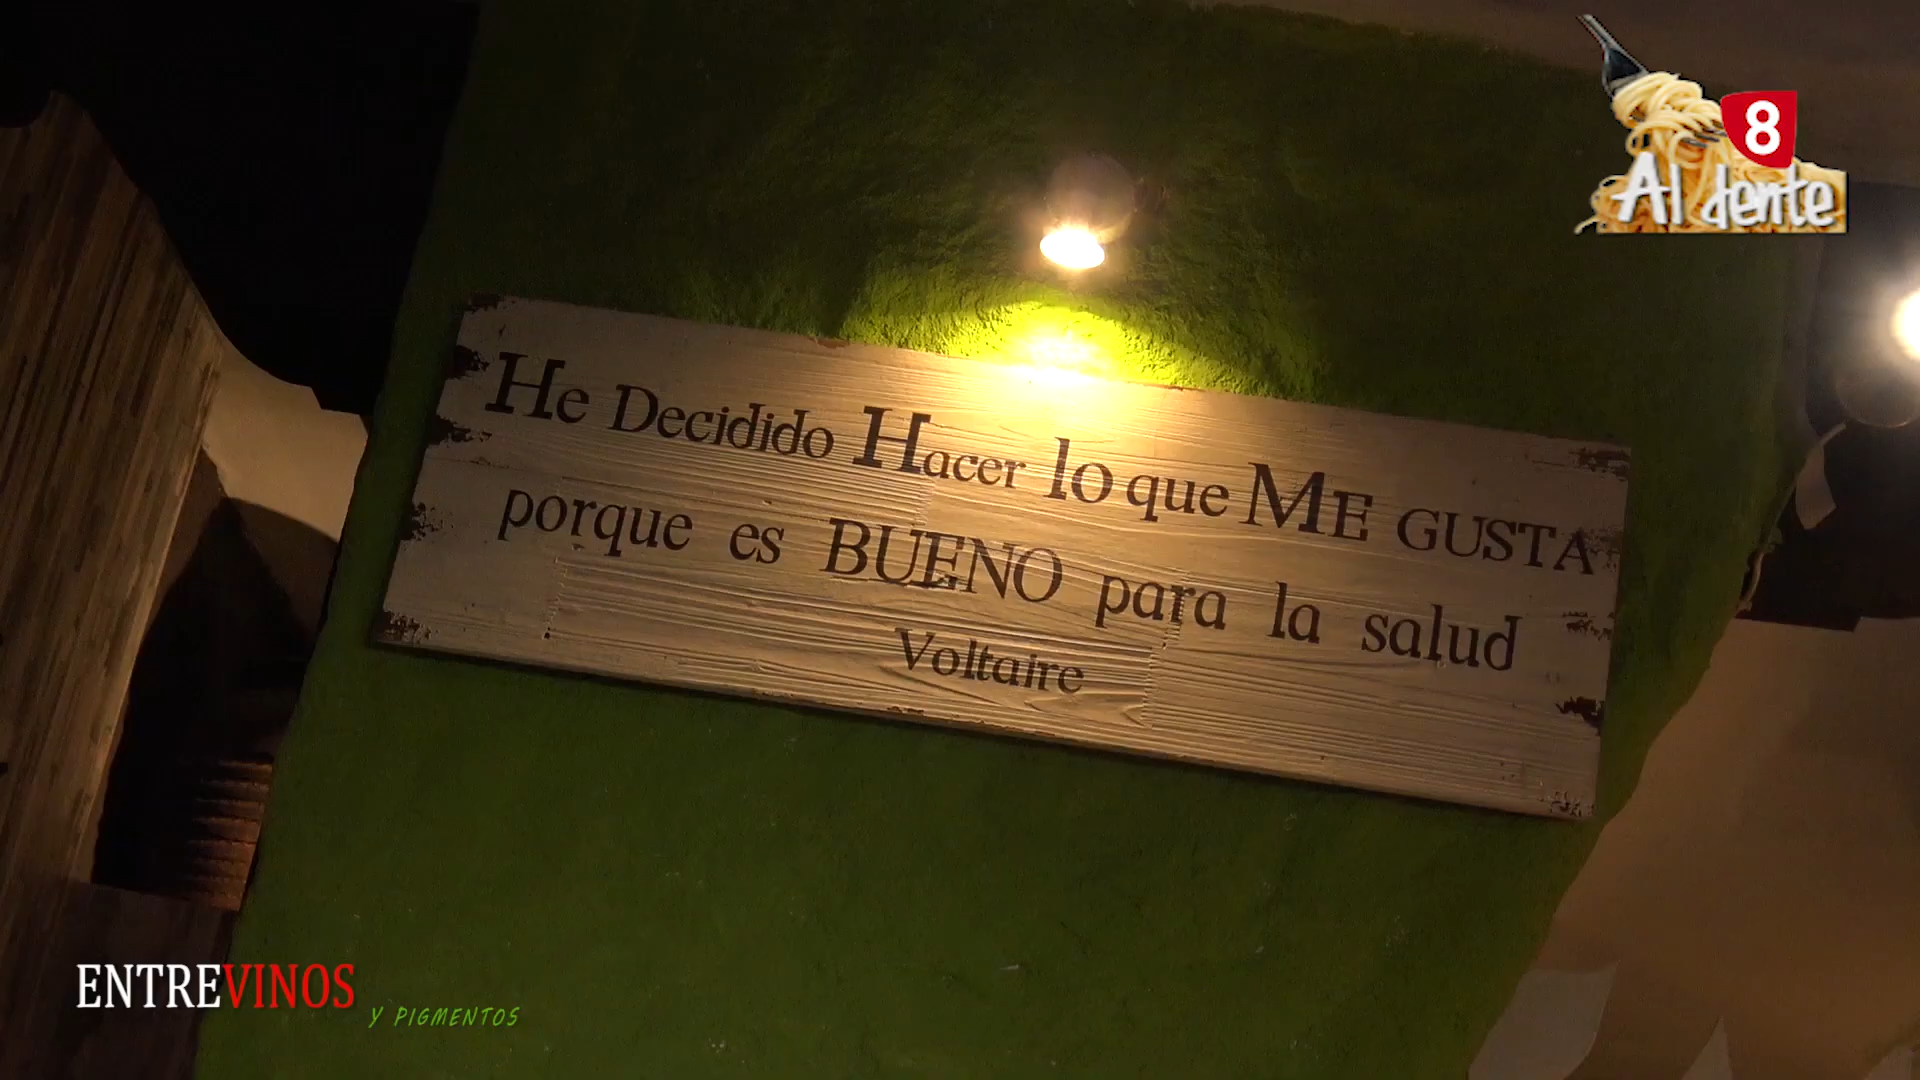 8
Al dente
He Decidido Hacer lo que ME GUSTA
porque es BUENO para la salud
Voltaire
ENTREVINOS
Y PIGMENTOS